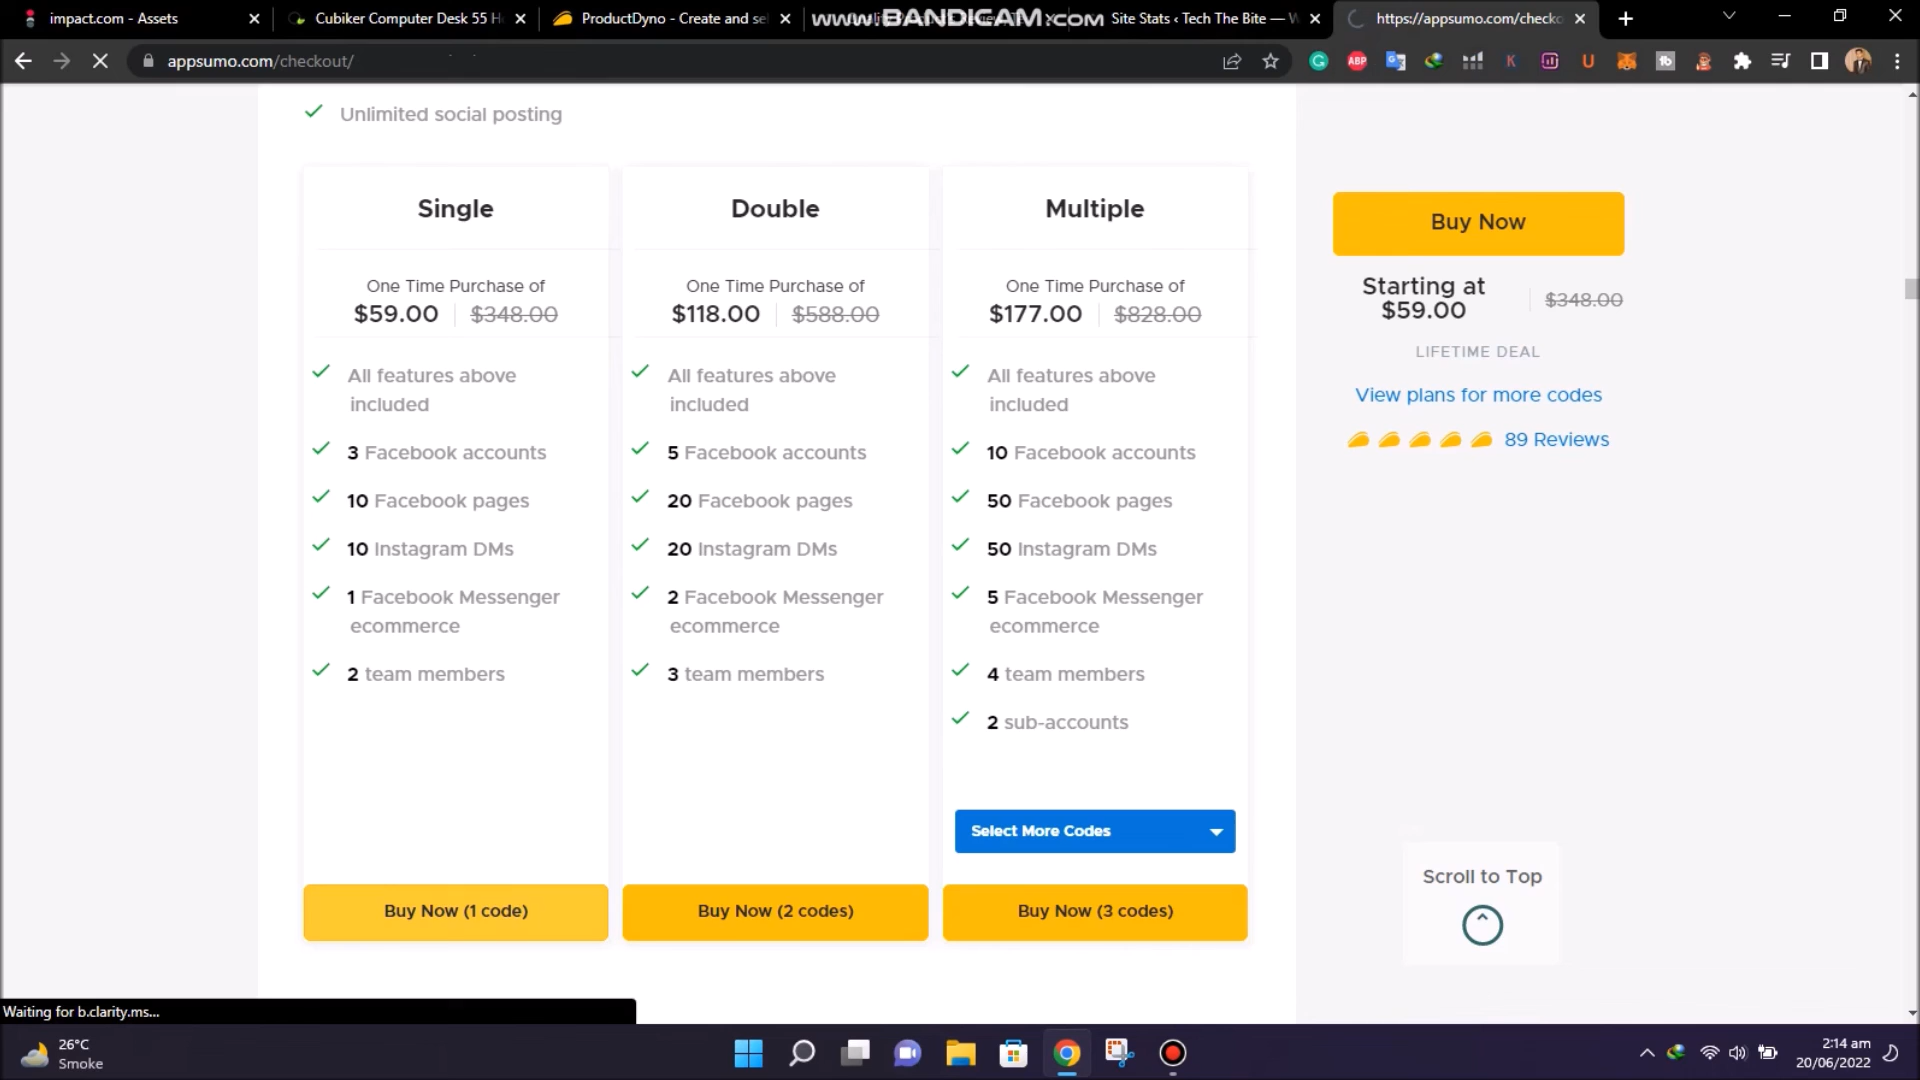 impact.com - Assets
Cubiker Computer Desk 55 H
ProductDyno - Create and se
www.BANDICAM.com
Site Stats ‹ Tech The Bite — W
https://appsumo.com/checko
appsumo.com/checkout/
Unlimited social posting
Single
One Time Purchase of
$59.00
$348.00
All features above
included
3 Facebook accounts
10 Facebook pages
10 Instagram DMs
1 Facebook Messenger
ecommerce
2 team members
Buy Now (1 code)
Double
One Time Purchase of
$118.00
$588.00
All features above
included
5 Facebook accounts
20 Facebook pages
20 Instagram DMs
2 Facebook Messenger
ecommerce
3 team members
Buy Now (2 codes)
Multiple
One Time Purchase of
$177.00
$828.00
All features above
included
10 Facebook accounts
50 Facebook pages
50 Instagram DMs
5 Facebook Messenger
ecommerce
4 team members
2 sub-accounts
Select More Codes
Buy Now (3 codes)
Buy Now
Starting at
$59.00
$348.00
LIFETIME DEAL
View plans for more codes
89 Reviews
Scroll to Top
Waiting for b.clarity.ms...
26°C
Smoke
2:14 am
20/06/2022